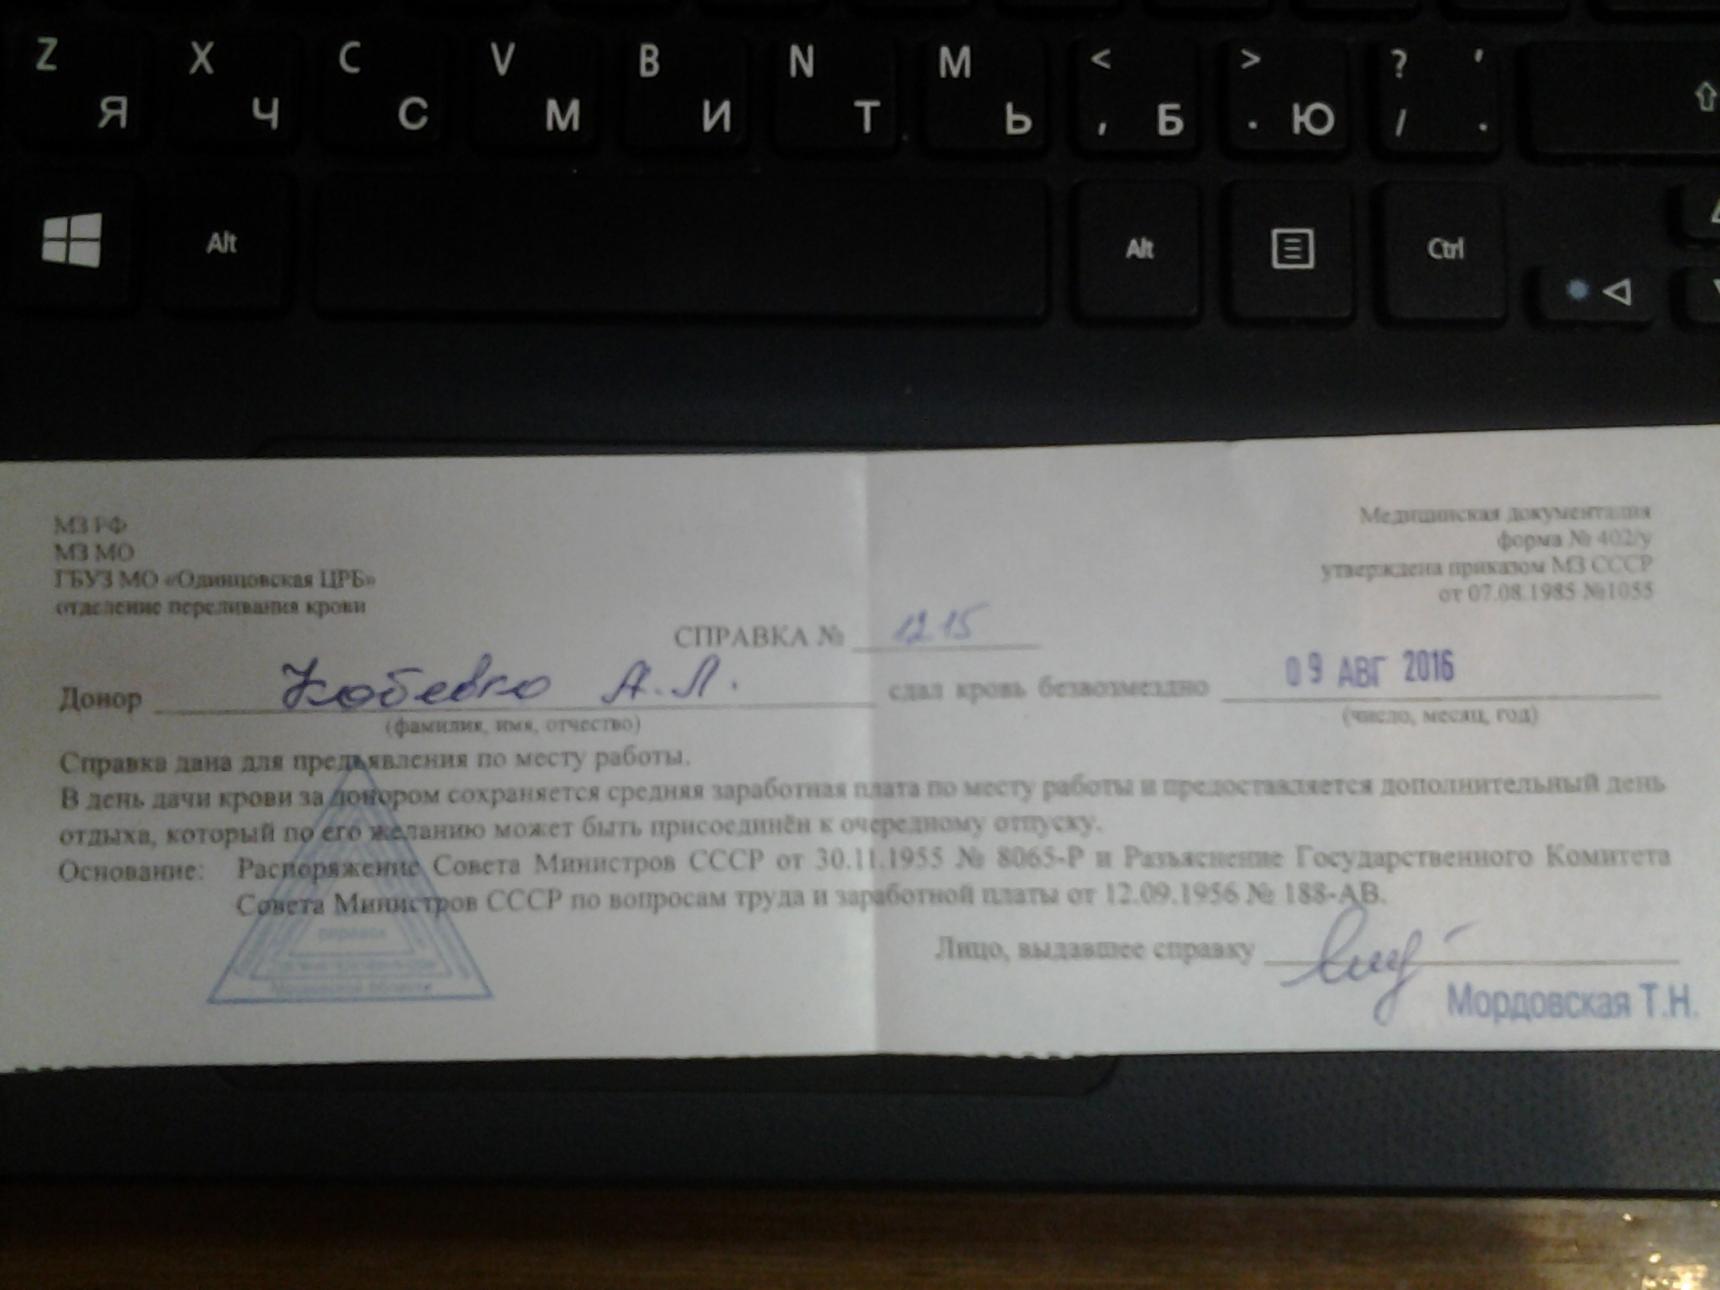 Z X C V B N M < > ? '
Я Ч С М И Т Ь , Б . Ю / .
Alt Alt Ctrl
МЗ РФ
МЗ МО
ГБУЗ МО «Одинцовская ЦРБ»
отделение переливания крови
Медицинская документация
форма № 402/у
утверждена приказом МЗ СССР
от 07.08.1985 №1055
СПРАВКА № 1215
Донор Кобевко А.Л. сдал кровь безвозмездно 09 АВГ 2016
(фамилия, имя, отчество) (число, месяц, год)
Справка дана для предъявления по месту работы.
В день дачи крови за донором сохраняется средняя заработная плата по месту работы и предоставляется дополнительный день
отдыха, который по его желанию может быть присоединён к очередному отпуску.
Основание: Распоряжение Совета Министров СССР от 30.11.1955 № 8065-Р и Разъяснение Государственного Комитета
Совета Министров СССР по вопросам труда и заработной платы от 12.09.1956 № 188-АВ.
справок
Московской области
Лицо, выдавшее справку
Мордовская Т.Н.